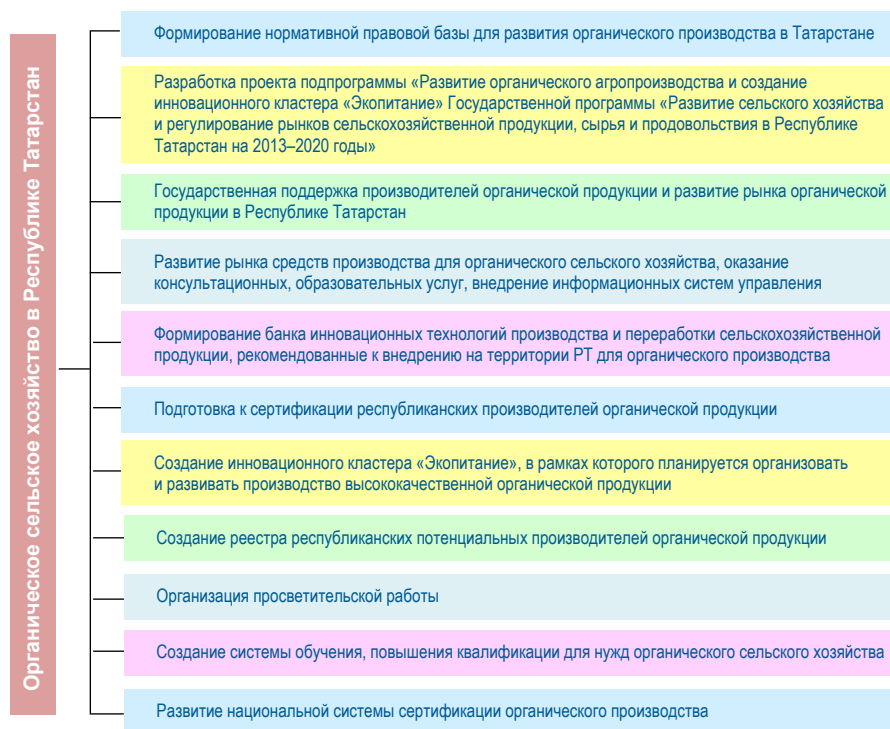 Органическое сельское хозяйство в Республике Татарстан
Формирование нормативной правовой базы для развития органического производства в Татарстане
Разработка проекта подпрограммы «Развитие органического агропроизводства и создание
инновационного кластера «Экопитание» Государственной программы «Развитие сельского хозяйства
и регулирование рынков сельскохозяйственной продукции, сырья и продовольствия в Республике
Татарстан на 2013–2020 годы»
Государственная поддержка производителей органической продукции и развитие рынка органической
продукции в Республике Татарстан
Развитие рынка средств производства для органического сельского хозяйства, оказание
консультационных, образовательных услуг, внедрение информационных систем управления
Формирование банка инновационных технологий производства и переработки сельскохозяйственной
продукции, рекомендованные к внедрению на территории РТ для органического производства
Подготовка к сертификации республиканских производителей органической продукции
Создание инновационного кластера «Экопитание», в рамках которого планируется организовать
и развивать производство высококачественной органической продукции
Создание реестра республиканских потенциальных производителей органической продукции
Организация просветительской работы
Создание системы обучения, повышения квалификации для нужд органического сельского хозяйства
Развитие национальной системы сертификации органического производства